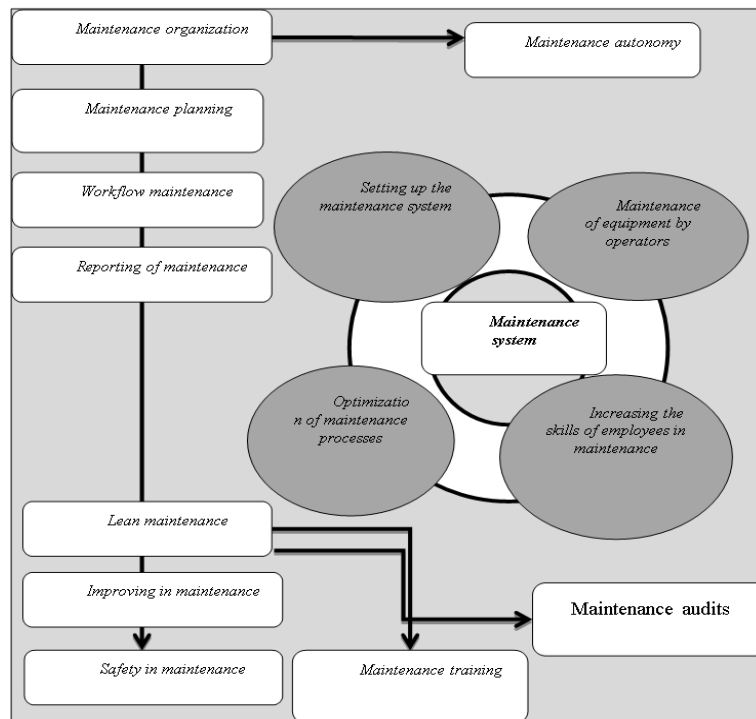 Maintenance organization
Maintenance autonomy
Maintenance planning
Workflow maintenance
Reporting of maintenance
Setting up the
maintenance system
Maintenance
of equipment by
operators
Maintenance
system
Optimizatio
n of maintenance
processes
Increasing the
skills of employees in
maintenance
Lean maintenance
Improving in maintenance
Maintenance audits
Safety in maintenance
Maintenance training